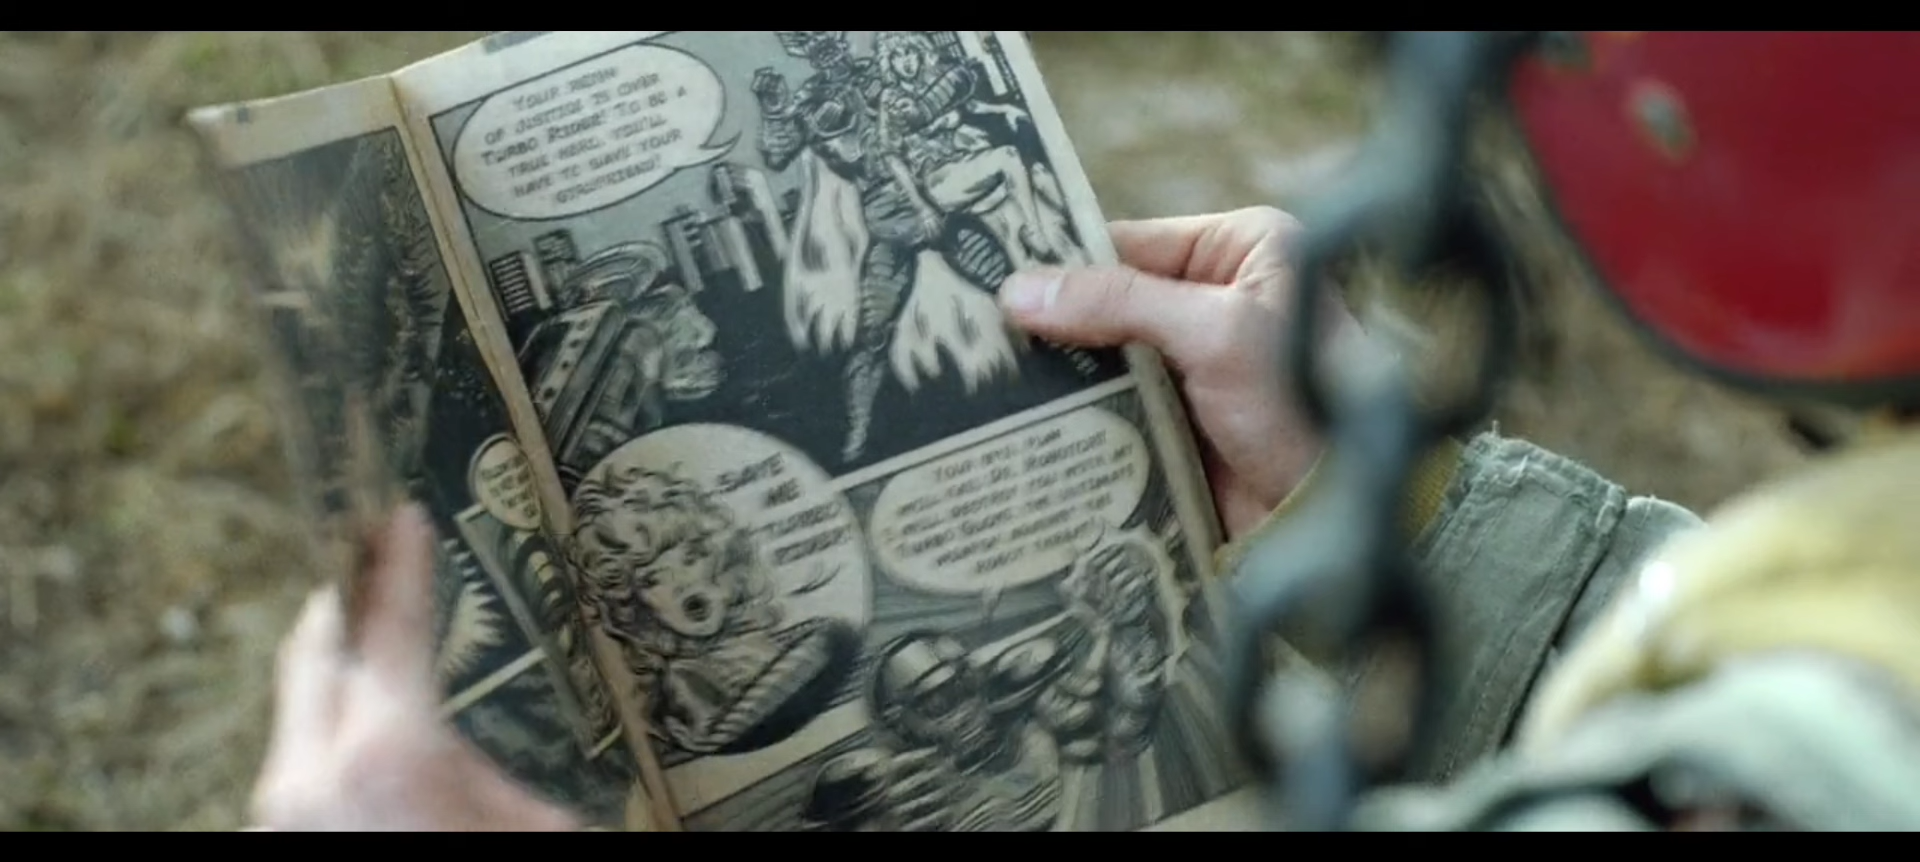 YOUR REIGN
OF JUSTICE IS OVER
TURBO RIDER! TO BE A
TRUE HERO, YOU'LL
HAVE TO SAVE YOUR
GIRLFRIEND!
SAVE
ME
TURBO
RIDER!
YOUR EVIL PLAN
WILL FAIL, DR. ROBOTOR!
I WILL DESTROY YOU WITH MY
TURBO GLOVE, THE ULTIMATE
WEAPON AGAINST THE
ROBOT THREAT!